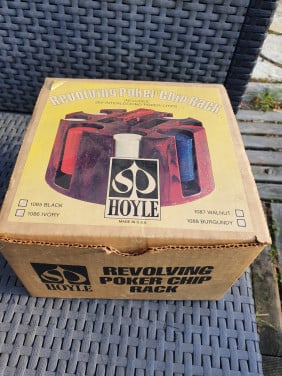 Revolving Poker Chip Rack
HOYLE
MADE IN U.S.A.
1085 BLACK
1086 IVORY
1087 WALNUT
1088 BURGUNDY
HOYLE
REVOLVING
POKER CHIP
RACK